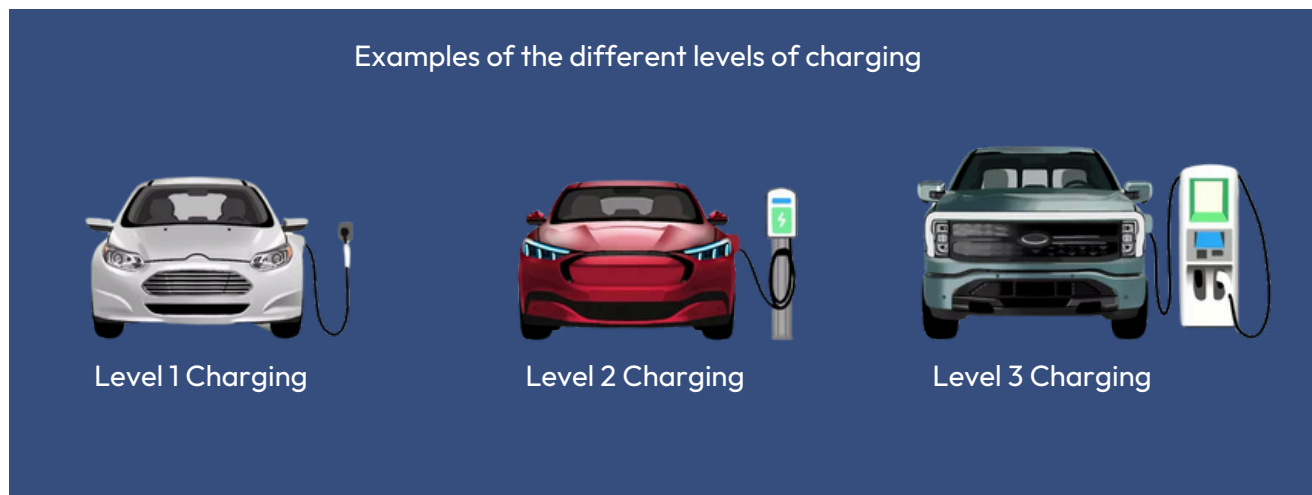 Examples of the different levels of charging
Level 1 Charging
Level 2 Charging
Level 3 Charging